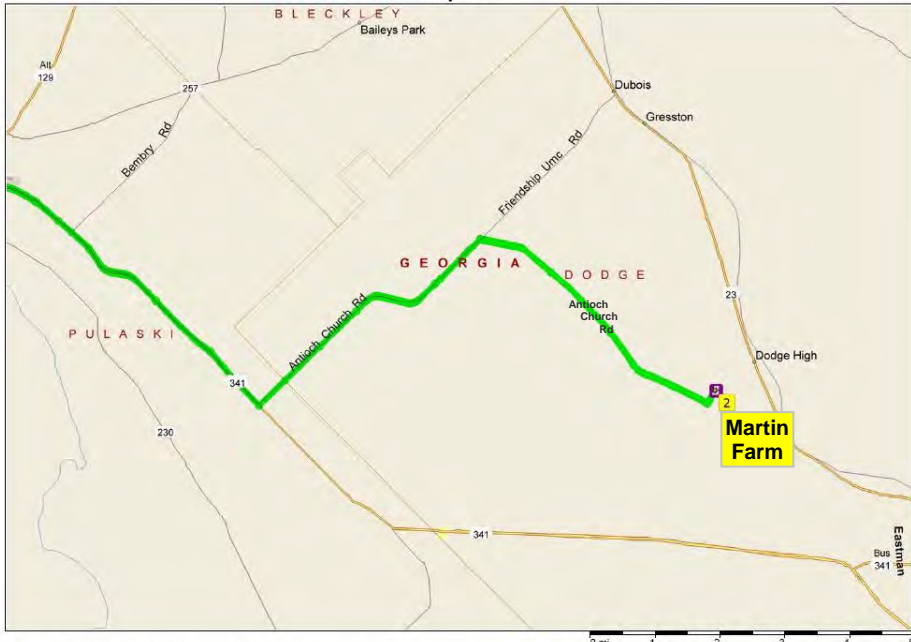 BLECKLEY
Baileys Park
Alt
129
257
Dubois
Gresston
Bembry Rd
Friendship Umc Rd
GEORGIA
DODGE
Antioch
Church
Rd
23
PULASKI
Antioch Church Rd
Dodge High
341
2
Martin
Farm
230
341
Eastman
Bus
341